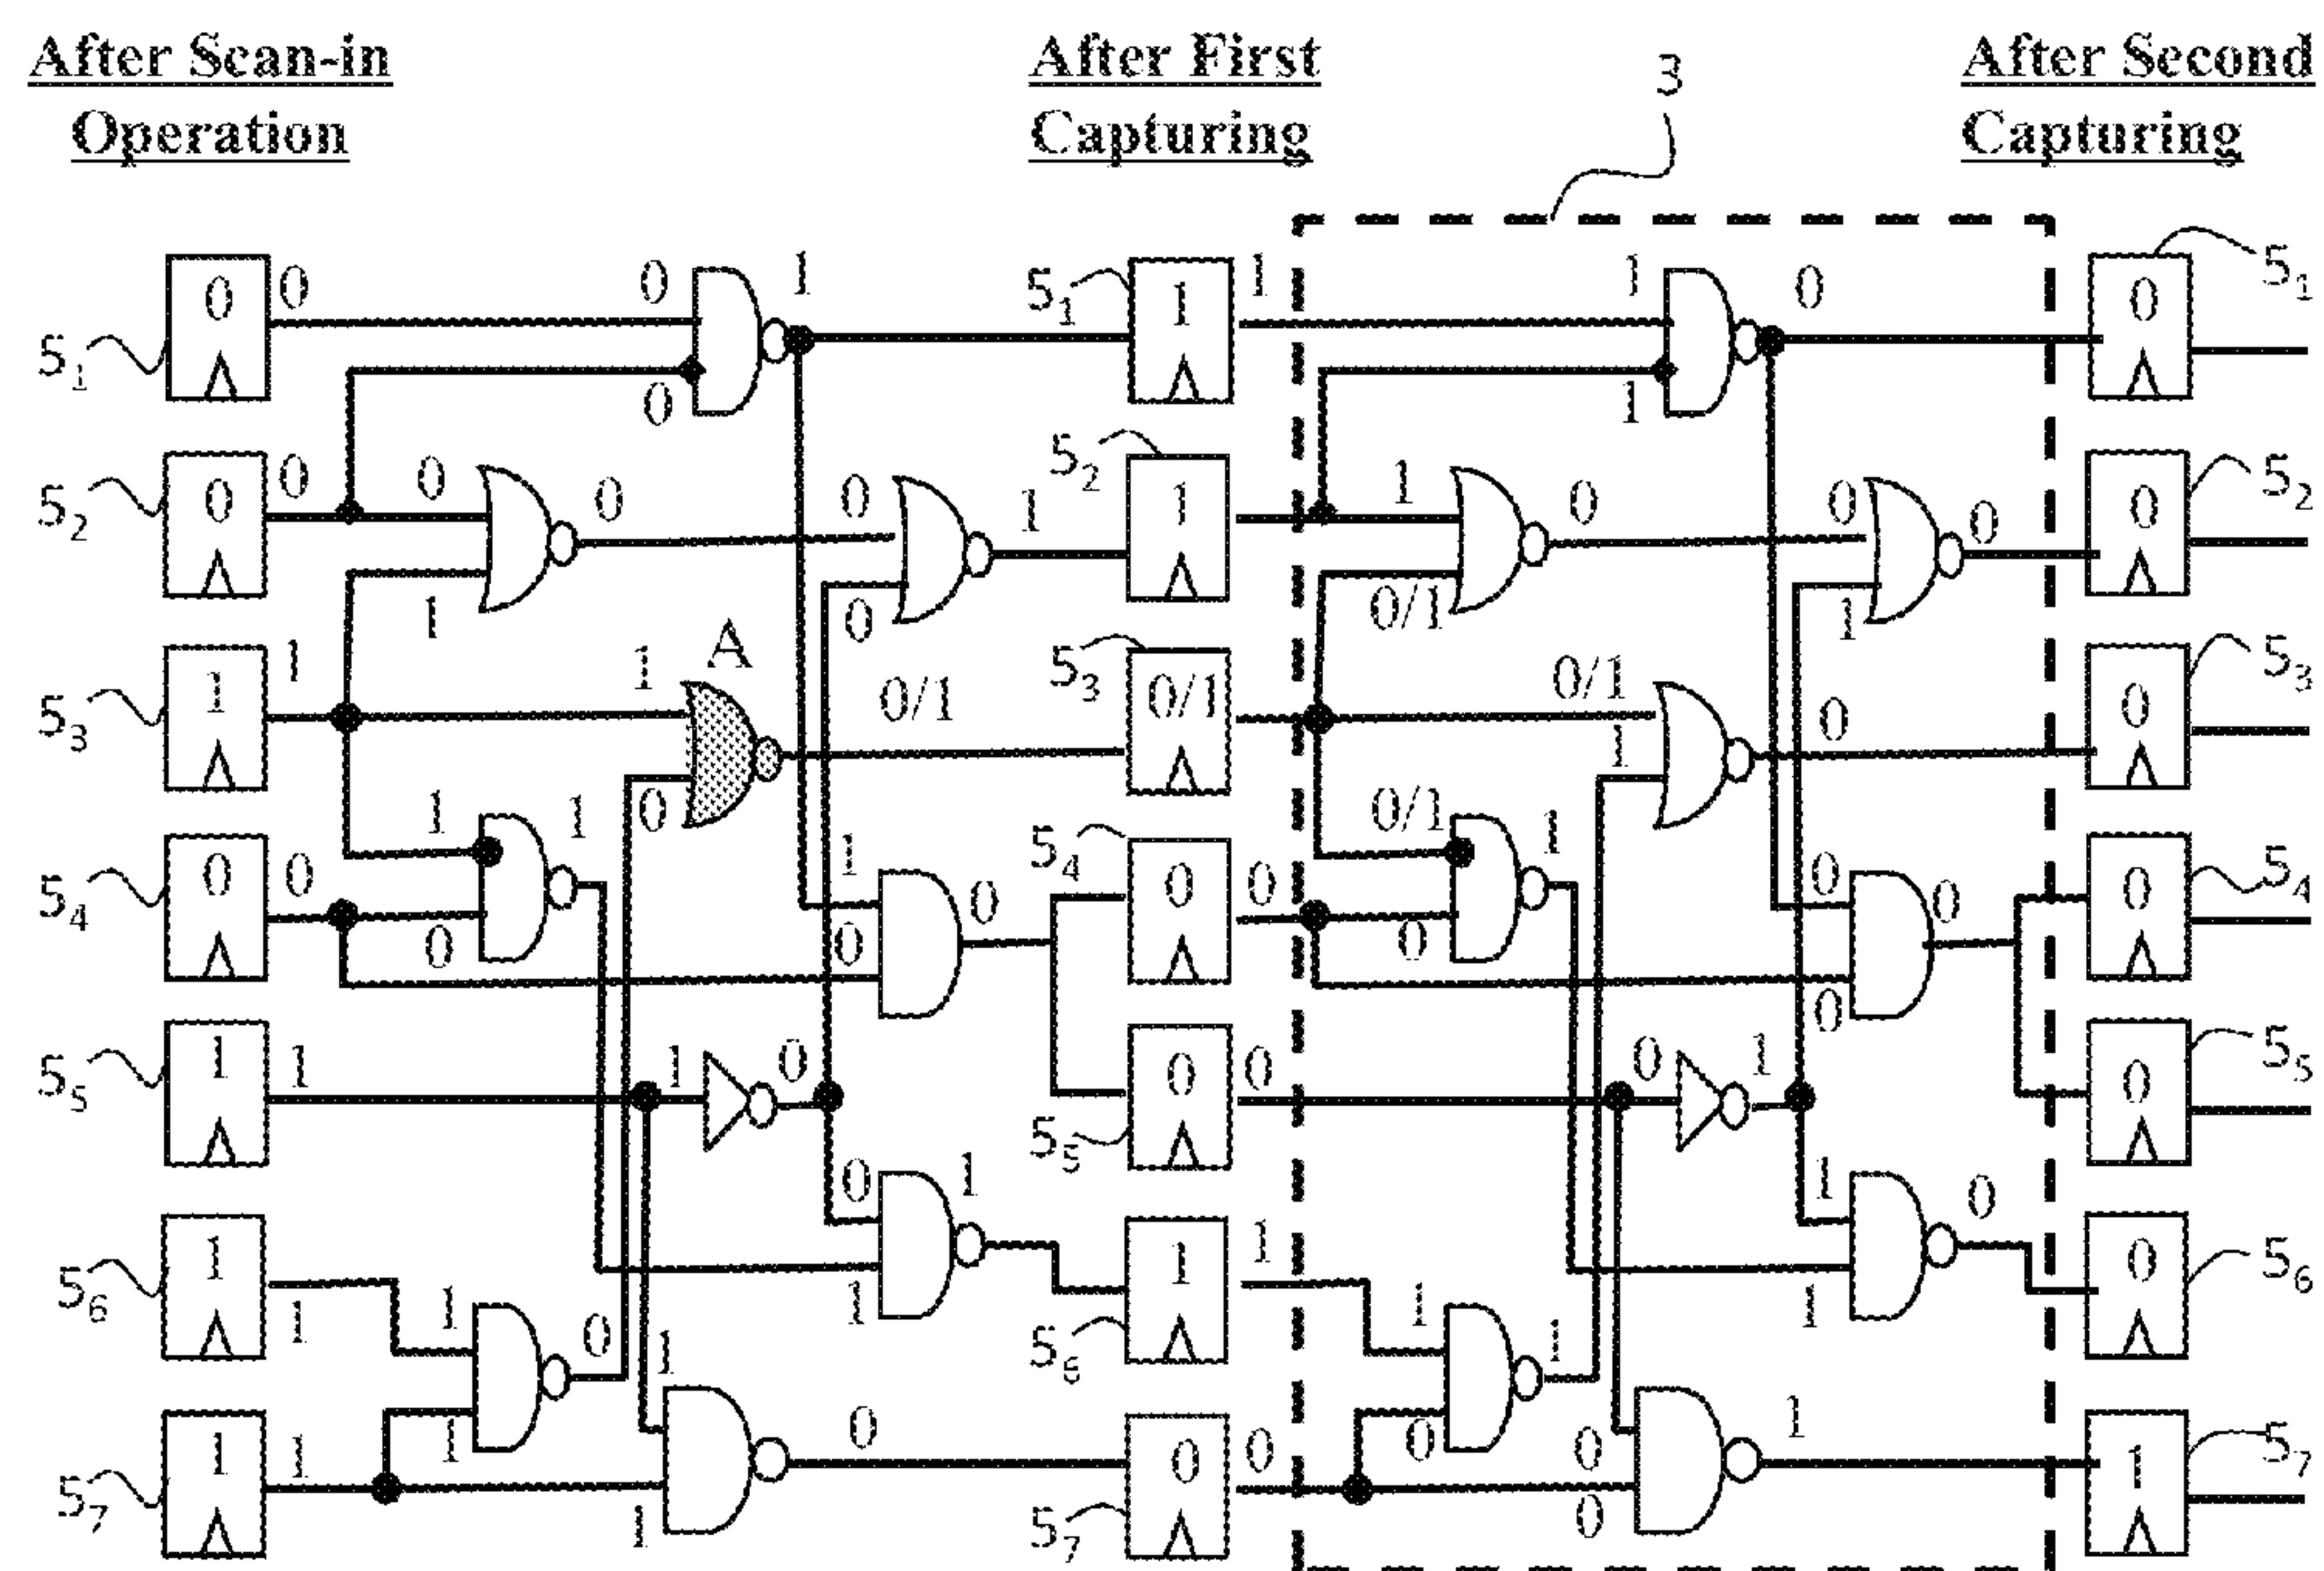 After Scan-in Operation
After First Capturing
3
After Second Capturing
0 0 0 1 5₁ 1 1 1 0 0 5₁
5₁ 0 1
5₂ 0 0 0 0 0 1 5₂ 1 1 0 0 0 0 5₂
1 0 0/1 1
5₃ 1 1 1 A 0/1 5₃ 0/1 0/1 0 0 5₃
0 1
5₄ 0 0 1 1 1 0 5₄ 0 0 0/1 1 0 0 0 5₄
0 0 0 0
5₅ 1 1 1 0 5₅ 0 0 0 1 0 5₅
0 1 1 0
5₆ 1 1 1 0 1 5₆ 1 1 1 1 1 0 5₆
1 1
5₇ 1 1 1 0 5₇ 0 0 0 0 1 1 5₇
1 0